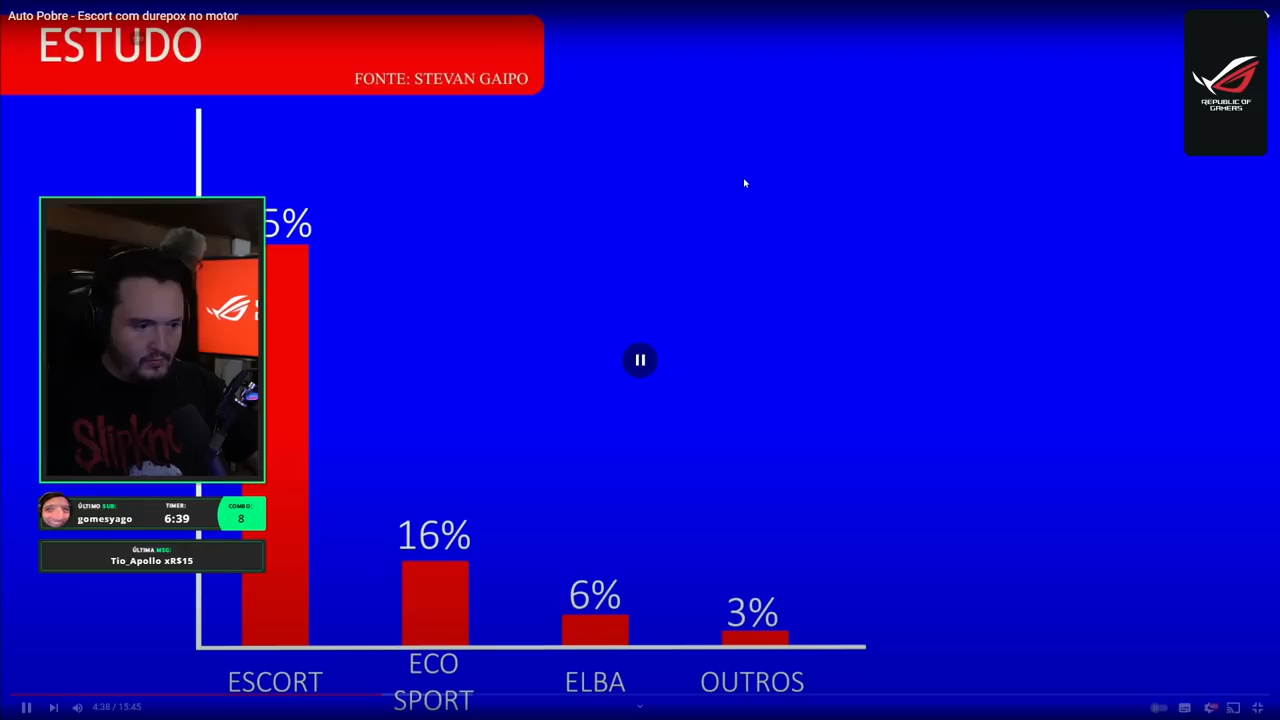 Auto Pobre - Escort com durepox no motor
ESTUDO
FONTE: STEVAN GAIPO
REPUBLIC OF
GAMERS
5%
Slipkn
ÚLTIMO SUB:
gomesyago
TIMER:
6:39
COMBO:
8
ÚLTIMA MSG:
Tio_Apollo xR$15
16%
6%
3%
ESCORT
ECO
SPORT
ELBA
OUTROS
4:38 / 15:45